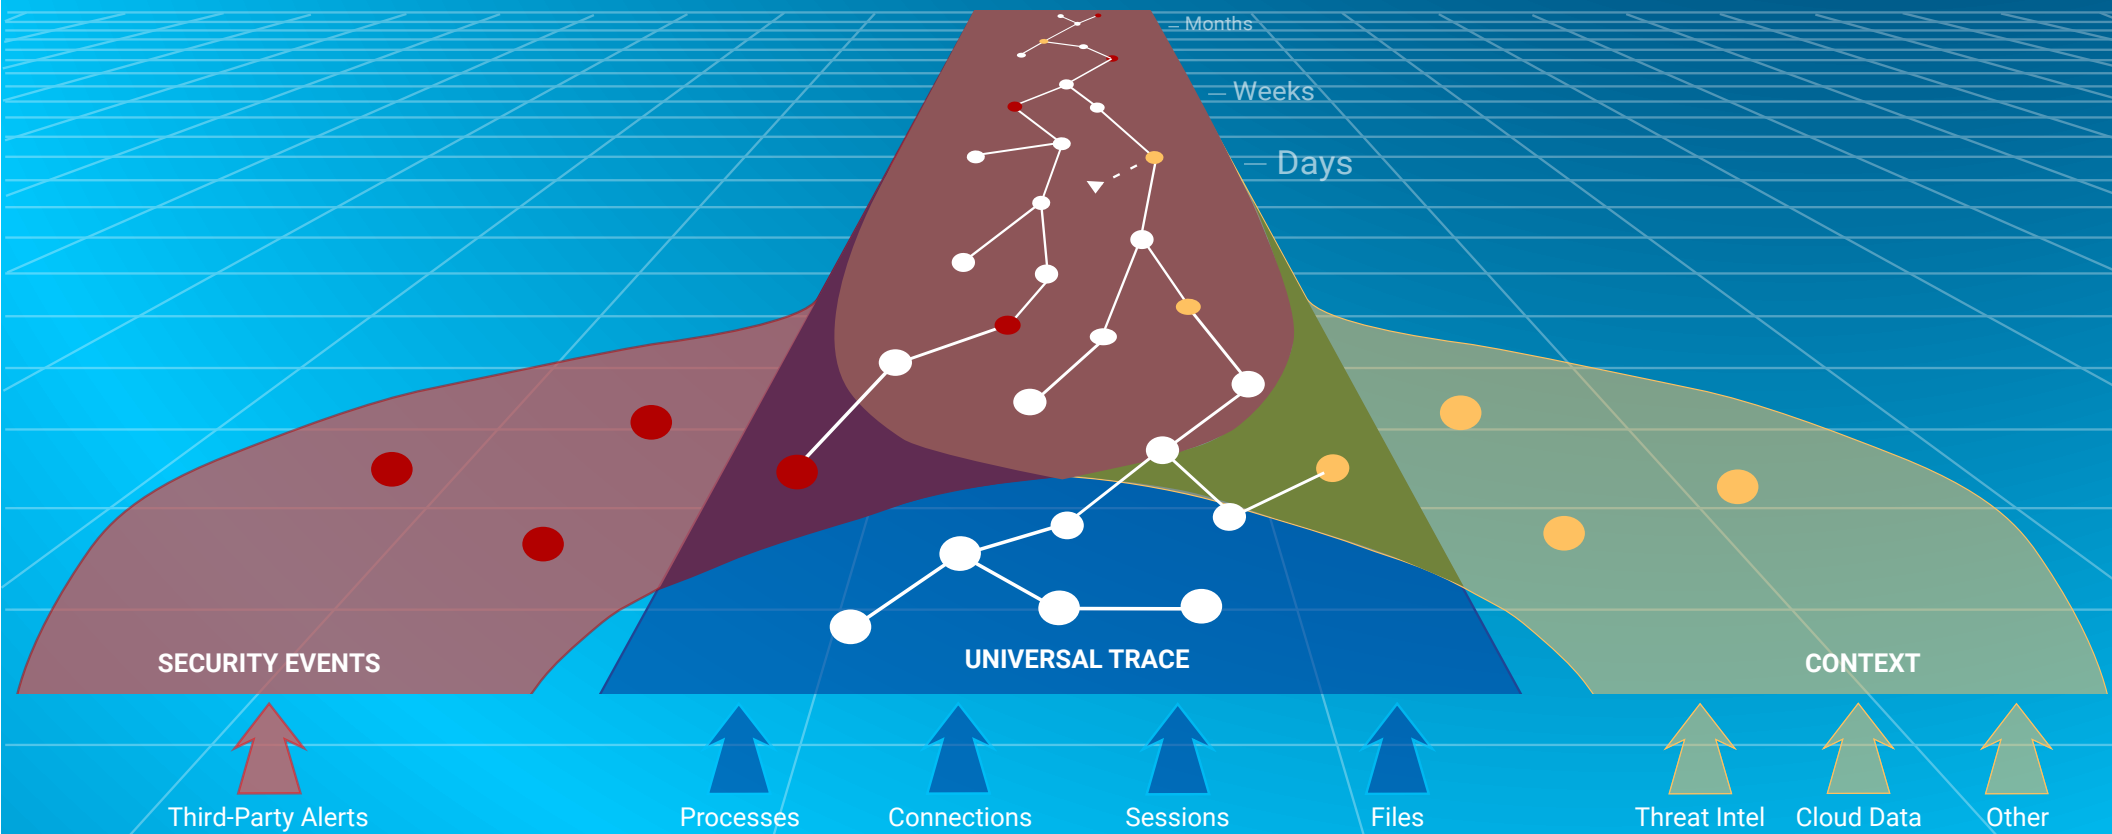 Months
Weeks
Days
SECURITY EVENTS
UNIVERSAL TRACE
CONTEXT
Third-Party Alerts
Processes
Connections
Sessions
Files
Threat Intel
Cloud Data
Other